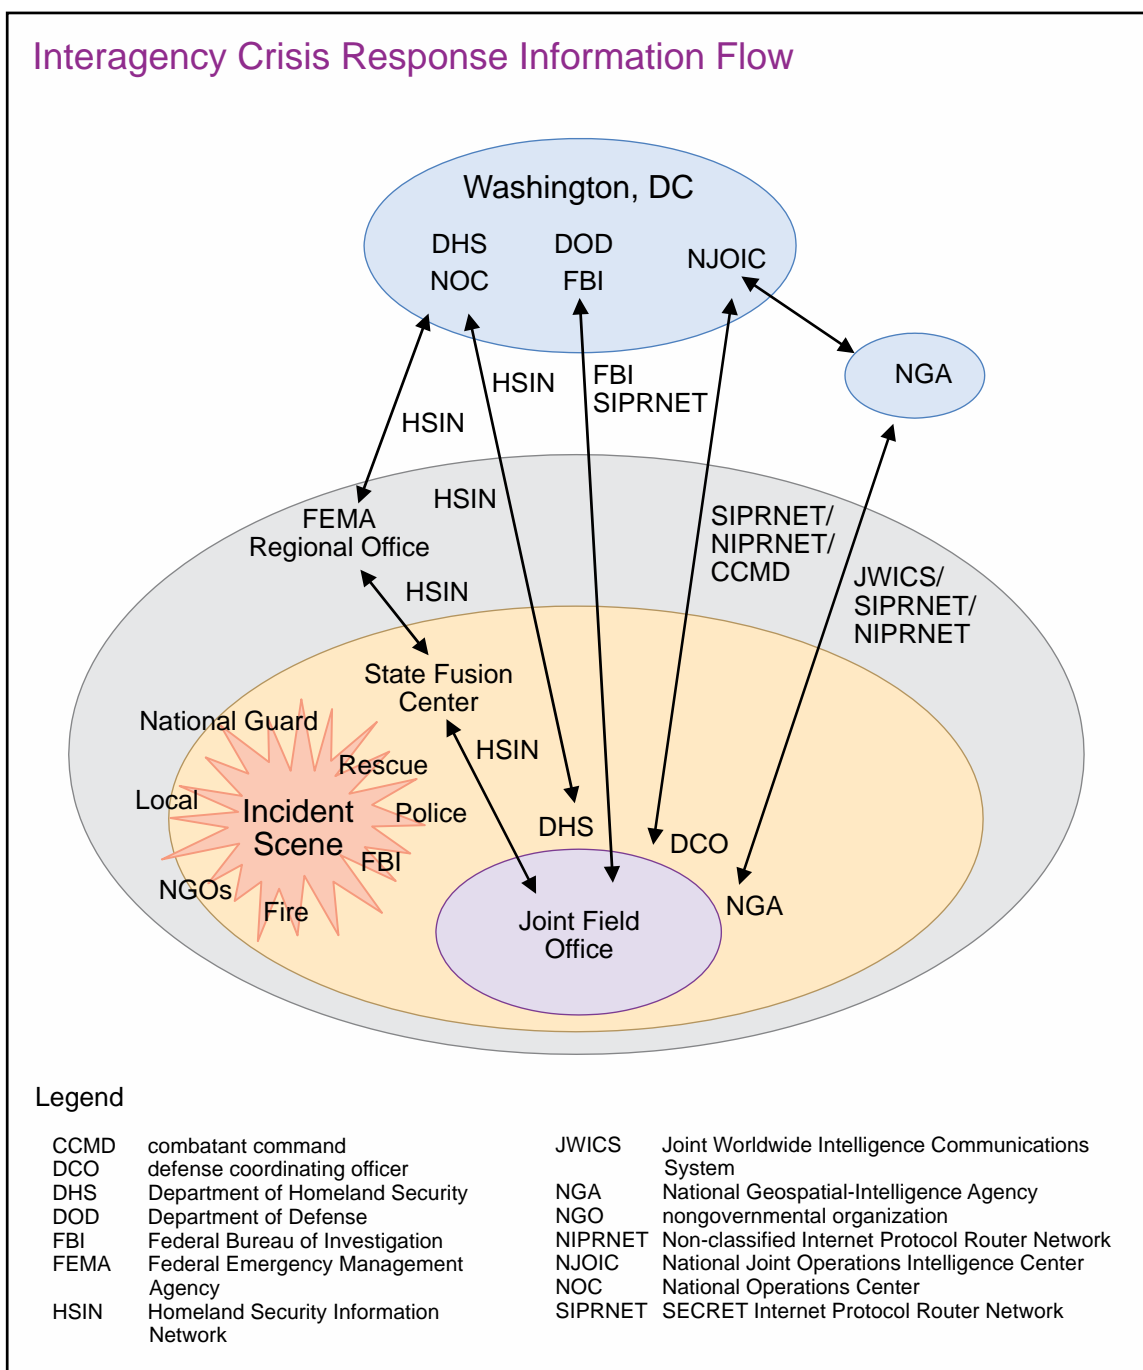 Interagency Crisis Response Information Flow
Washington, DC
DHS
NOC
DOD
FBI
NJOIC
NGA
HSIN
FBI
SIPRNET
HSIN
HSIN
FEMA
Regional Office
SIPRNET/
NIPRNET/
CCMD
JWICS/
SIPRNET/
NIPRNET
HSIN
State Fusion
Center
National Guard
HSIN
Rescue
Local
Police
Incident
Scene
FBI
NGOs
Fire
DHS
DCO
NGA
Joint Field
Office
Legend
CCMD combatant command
DCO defense coordinating officer
DHS Department of Homeland Security
DOD Department of Defense
FBI Federal Bureau of Investigation
FEMA Federal Emergency Management
Agency
HSIN Homeland Security Information
Network
JWICS Joint Worldwide Intelligence Communications
System
NGA National Geospatial-Intelligence Agency
NGO nongovernmental organization
NIPRNET Non-classified Internet Protocol Router Network
NJOIC National Joint Operations Intelligence Center
NOC National Operations Center
SIPRNET SECRET Internet Protocol Router Network